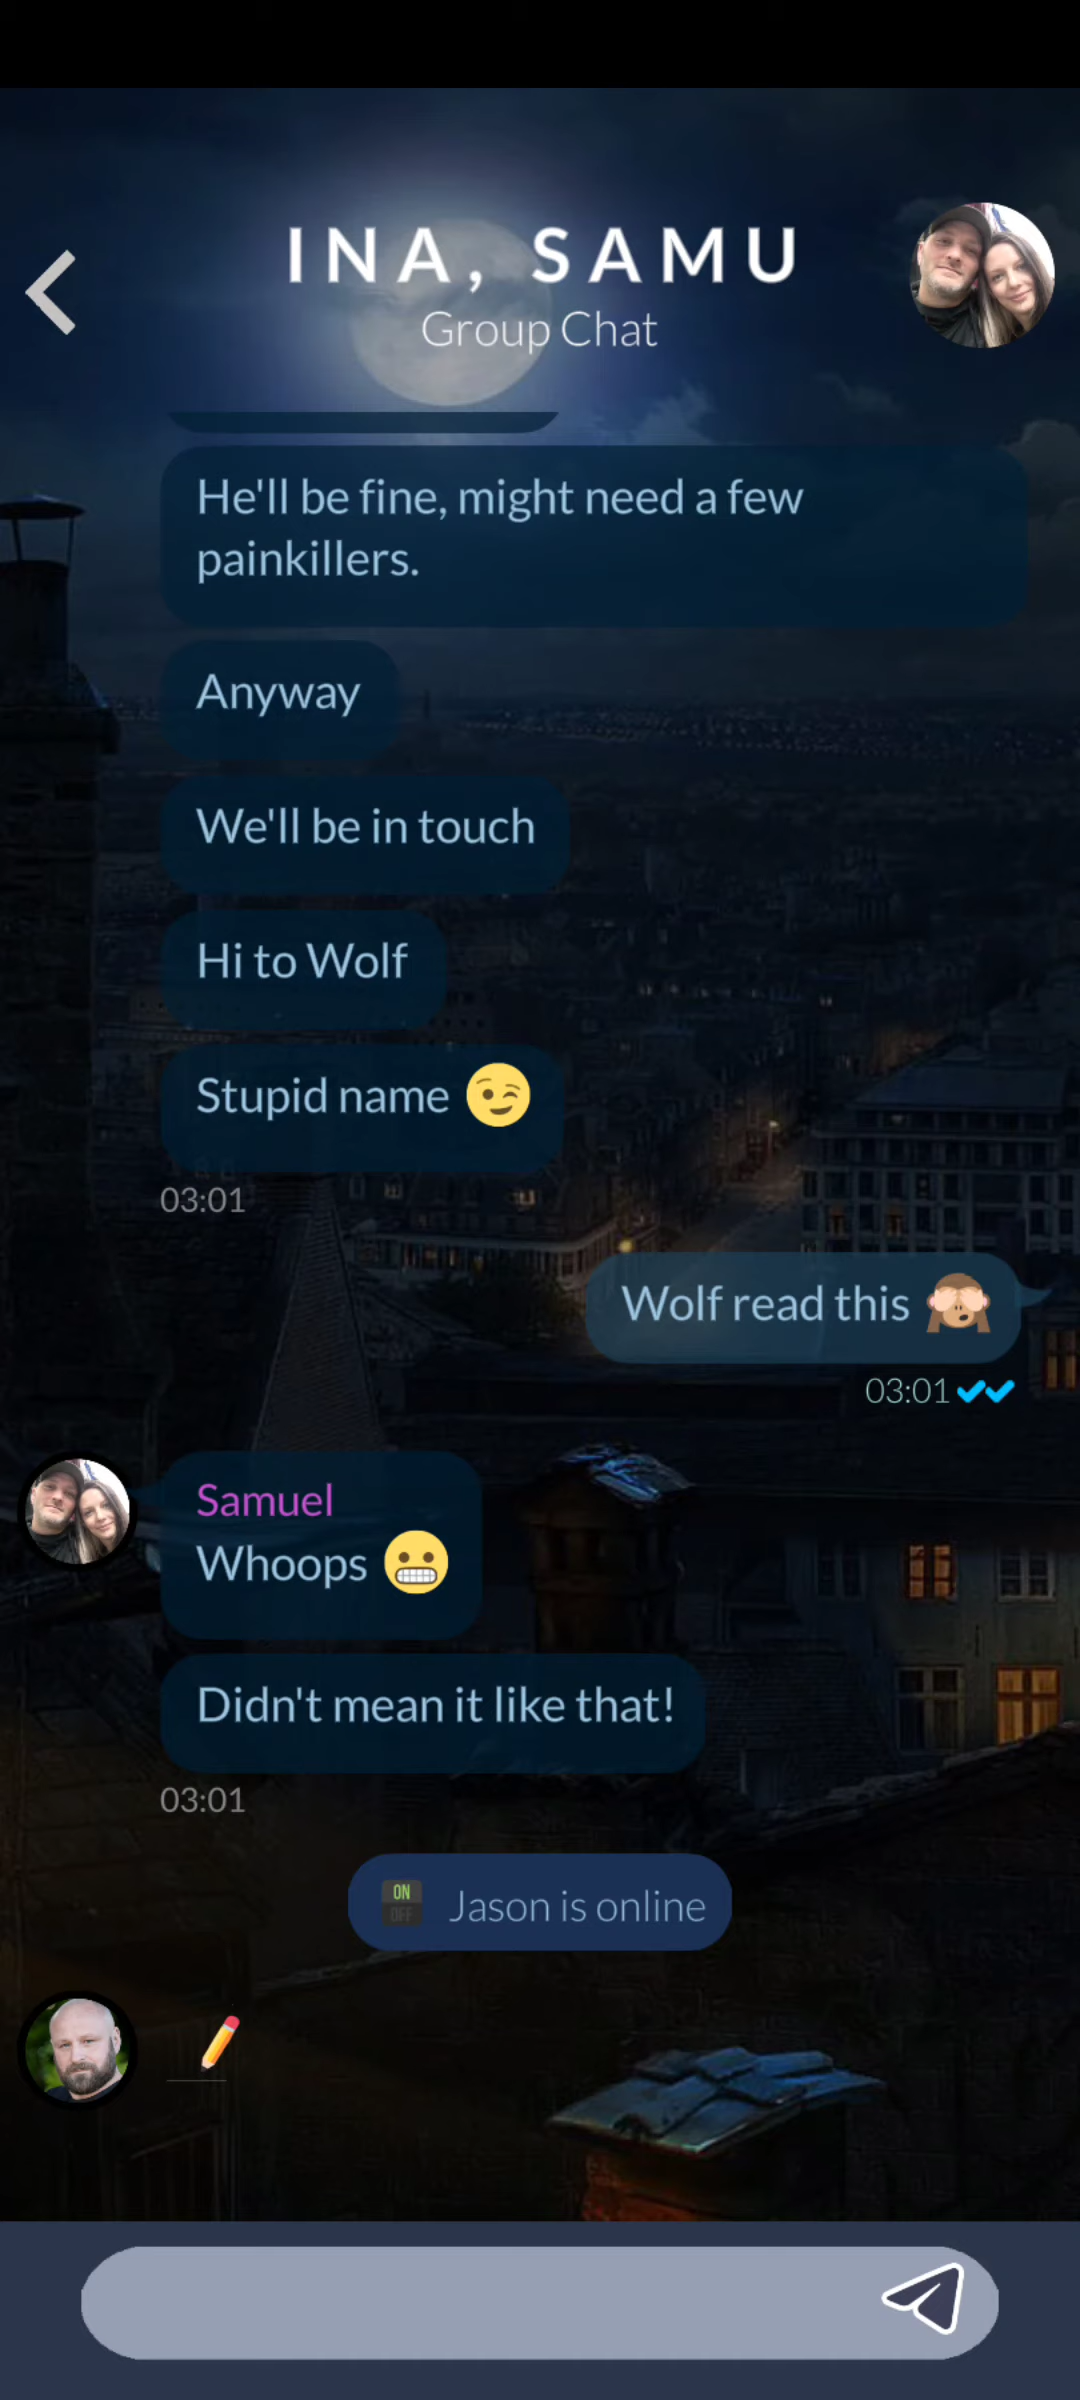 INA, SAMU
Group Chat
He'll be fine, might need a few
painkillers.
Anyway
We'll be in touch
Hi to Wolf
Stupid name 😉
03:01
Wolf read this 🙈
03:01
Samuel
Whoops 😬
Didn't mean it like that!
03:01
ON
OFF
Jason is online